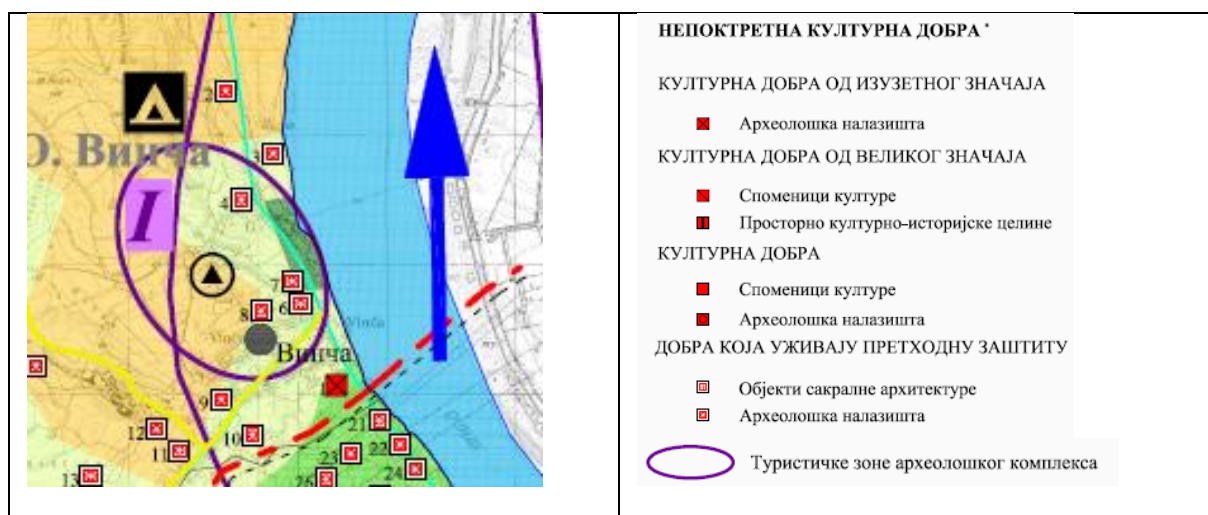 2
О. Винча
3
4
I
7
6
8
Vinča
Винча
9
12
10
11
21
22
23
24
13
26
НЕПОКТРЕТНА КУЛТУРНА ДОБРА *
КУЛТУРНА ДОБРА ОД ИЗУЗЕТНОГ ЗНАЧАЈА
Археолошка налазишта
КУЛТУРНА ДОБРА ОД ВЕЛИКОГ ЗНАЧАЈА
Споменици културе
Просторно културно-историјске целине
КУЛТУРНА ДОБРА
Споменици културе
Археолошка налазишта
ДОБРА КОЈА УЖИВАЈУ ПРЕТХОДНУ ЗАШТИТУ
Објекти сакралне архитектуре
Археолошка налазишта
Туристичке зоне археолошког комплекса